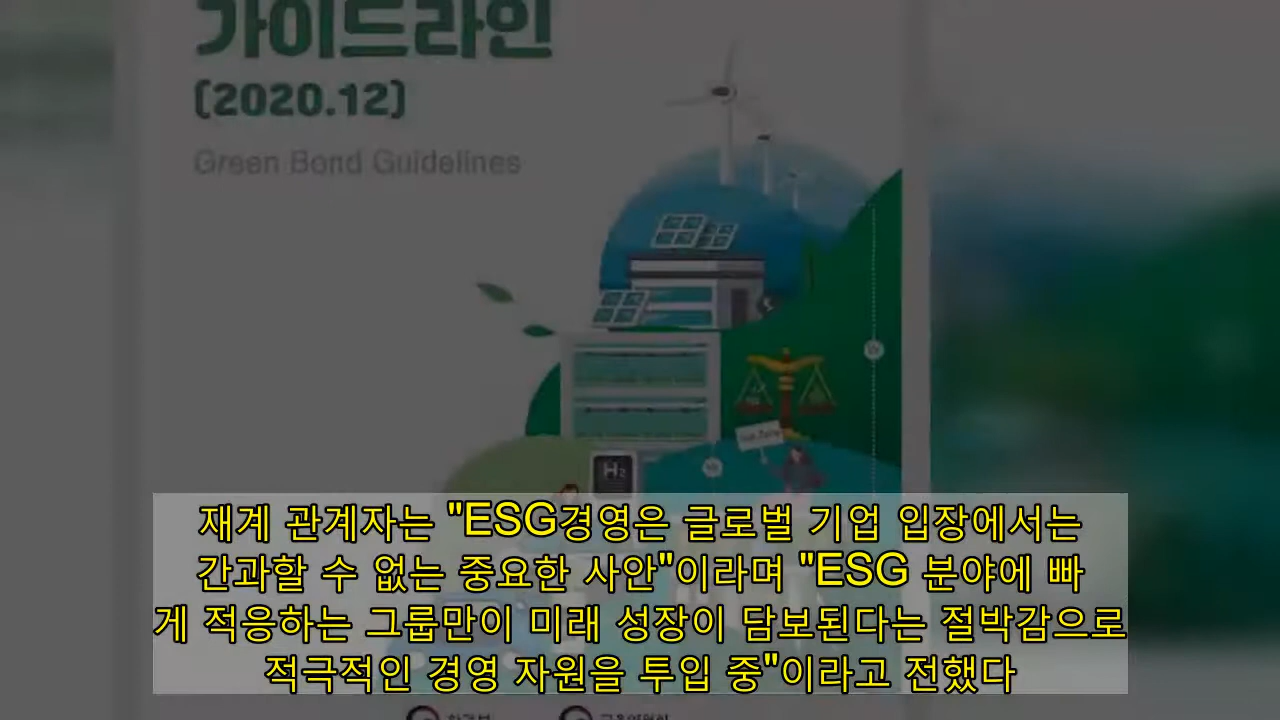 가이드라인
(2020.12)
Green Bond Guidelines
H2
재계 관계자는 "ESG경영은 글로벌 기업 입장에서는
간과할 수 없는 중요한 사안"이라며 "ESG 분야에 빠
게 적응하는 그룹만이 미래 성장이 담보된다는 절박감으로
적극적인 경영 자원을 투입 중"이라고 전했다